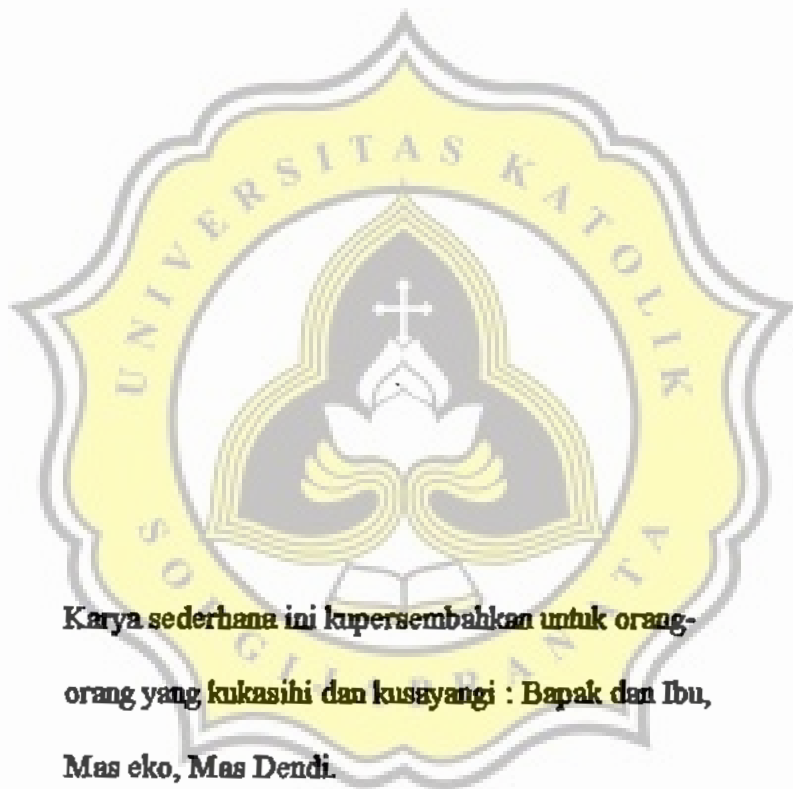 UNIVERSITAS KATOLIK
SOEGIJAPRANATA
Karya sederhana ini kupersembahkan untuk orang-
orang yang kukasihi dan kusayangi : Bapak dan Ibu,
Mas eko, Mas Dendi.